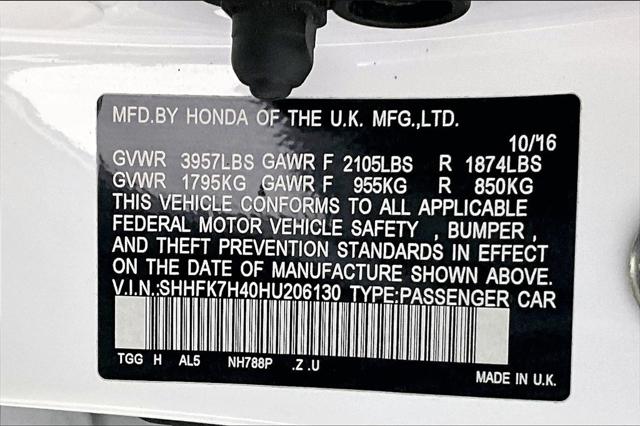 MFD.BY HONDA OF THE U.K. MFG.,LTD.
10/16
GVWR 3957LBS GAWR F 2105LBS R 1874LBS
GVWR 1795KG GAWR F 955KG R 850KG
THIS VEHICLE CONFORMS TO ALL APPLICABLE
FEDERAL MOTOR VEHICLE SAFETY , BUMPER ,
AND THEFT PREVENTION STANDARDS IN EFFECT
ON THE DATE OF MANUFACTURE SHOWN ABOVE.
V.I.N.:SHHFK7H40HU206130 TYPE:PASSENGER CAR
TGG H AL5 NH788P .Z .U
MADE IN U.K.